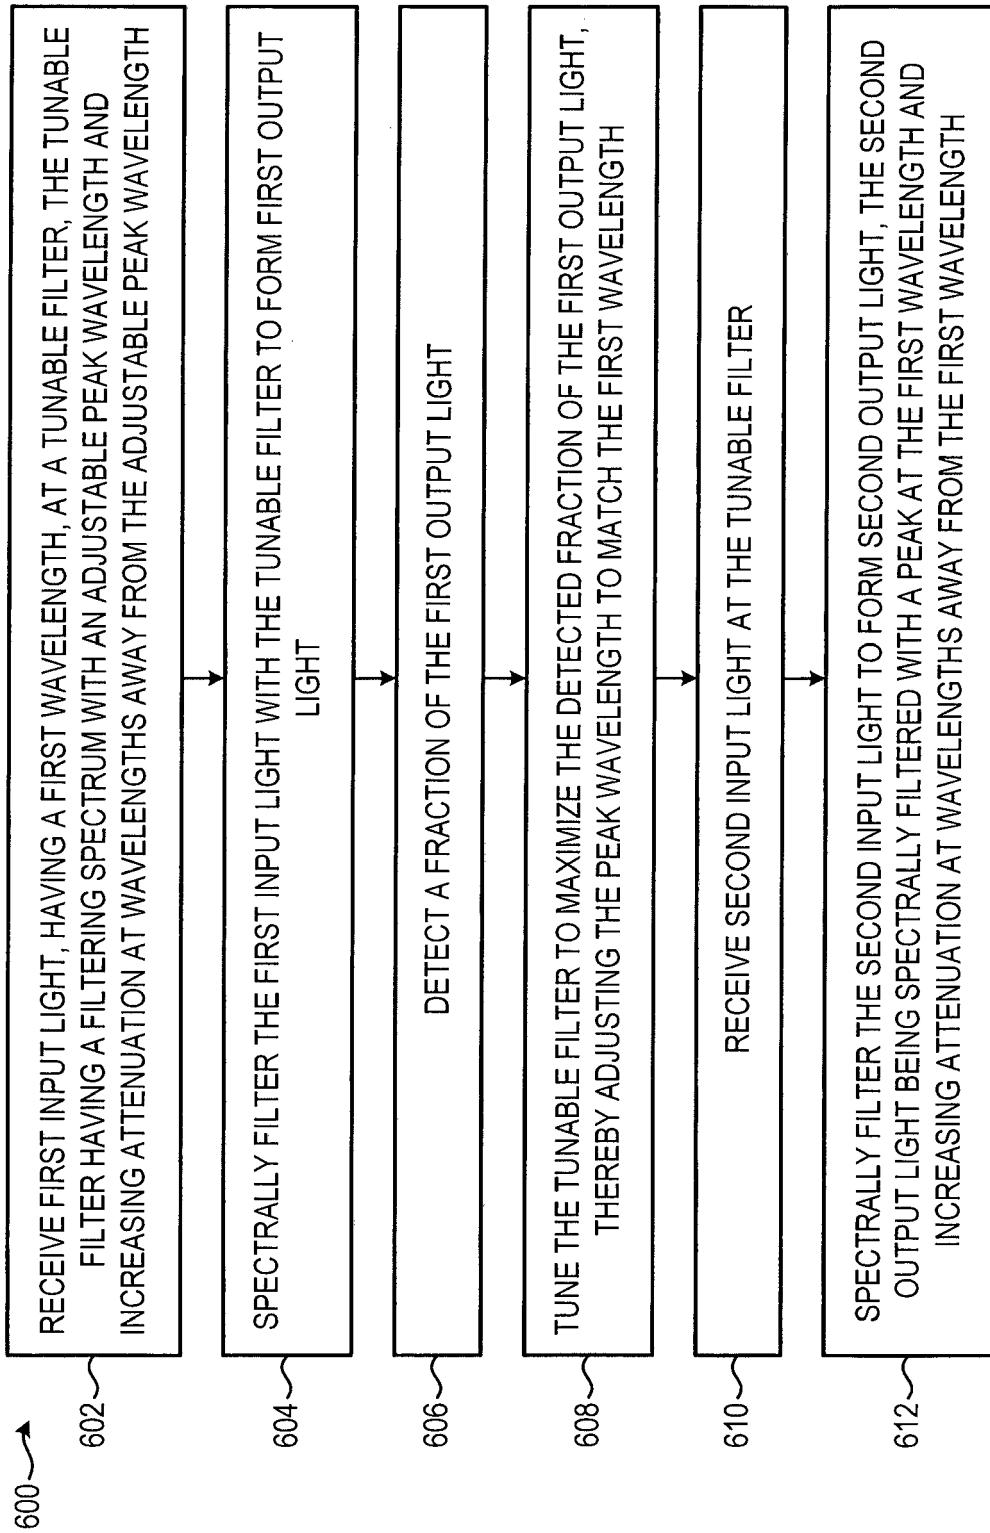 600
602
RECEIVE FIRST INPUT LIGHT, HAVING A FIRST WAVELENGTH, AT A TUNABLE FILTER, THE TUNABLE
FILTER HAVING A FILTERING SPECTRUM WITH AN ADJUSTABLE PEAK WAVELENGTH AND
INCREASING ATTENUATION AT WAVELENGTHS AWAY FROM THE ADJUSTABLE PEAK WAVELENGTH
604
SPECTRALLY FILTER THE FIRST INPUT LIGHT WITH THE TUNABLE FILTER TO FORM FIRST OUTPUT
LIGHT
606
DETECT A FRACTION OF THE FIRST OUTPUT LIGHT
608
TUNE THE TUNABLE FILTER TO MAXIMIZE THE DETECTED FRACTION OF THE FIRST OUTPUT LIGHT,
THEREBY ADJUSTING THE PEAK WAVELENGTH TO MATCH THE FIRST WAVELENGTH
610
RECEIVE SECOND INPUT LIGHT AT THE TUNABLE FILTER
612
SPECTRALLY FILTER THE SECOND INPUT LIGHT TO FORM SECOND OUTPUT LIGHT, THE SECOND
OUTPUT LIGHT BEING SPECTRALLY FILTERED WITH A PEAK AT THE FIRST WAVELENGTH AND
INCREASING ATTENUATION AT WAVELENGTHS AWAY FROM THE FIRST WAVELENGTH